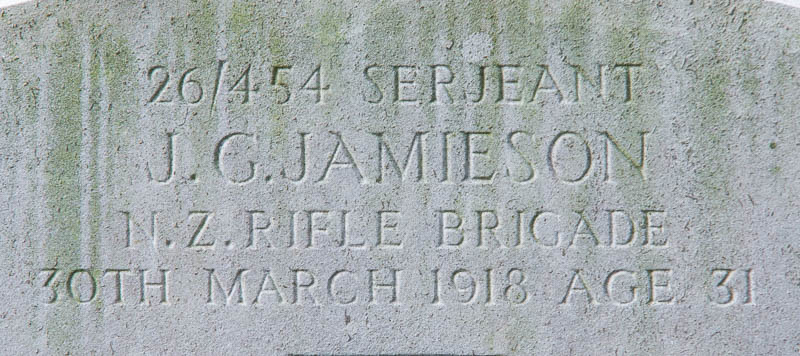 26/454 SERJEANT
J. G. JAMIESON
N. Z. RIFLE BRIGADE
30TH MARCH 1918 AGE 31